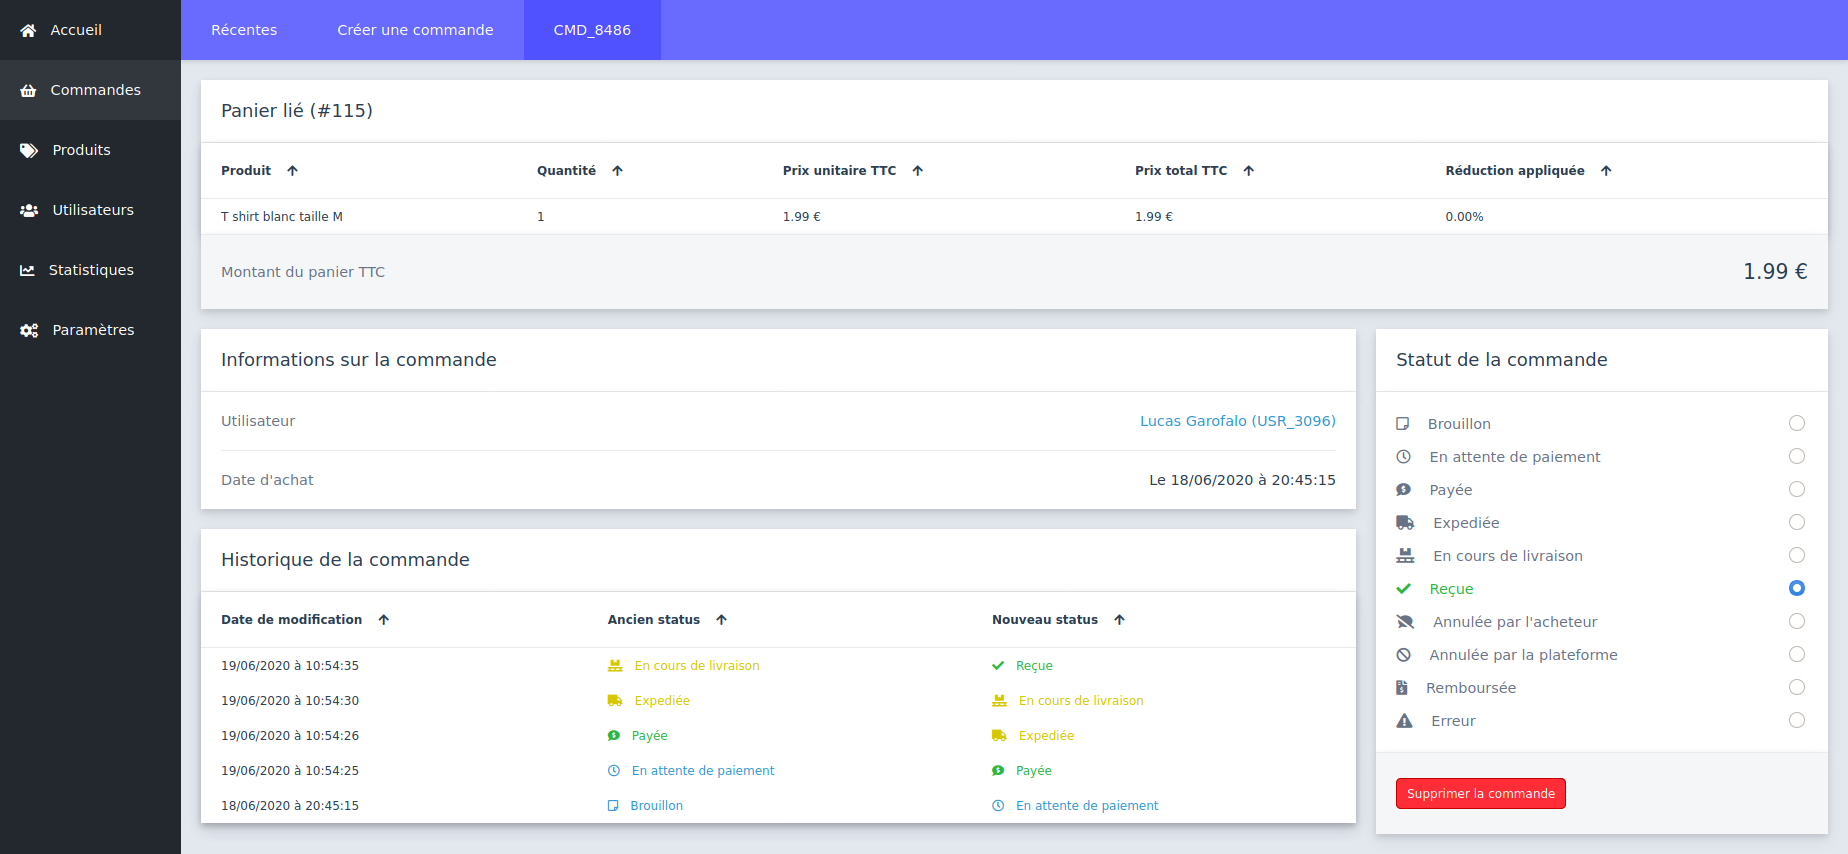 Accueil
Commandes
Produits
Utilisateurs
Statistiques
Paramètres
Récentes Créer une commande CMD_8486
Panier lié (#115)
Produit Quantité Prix unitaire TTC Prix total TTC Réduction appliquée
T shirt blanc taille M 1 1.99 € 1.99 € 0.00%
Montant du panier TTC 1.99 €
Informations sur la commande
Utilisateur Lucas Garofalo (USR_3096)
Date d'achat Le 18/06/2020 à 20:45:15
Historique de la commande
Date de modification Ancien status Nouveau status
19/06/2020 à 10:54:35 En cours de livraison Reçue
19/06/2020 à 10:54:30 Expediée En cours de livraison
19/06/2020 à 10:54:26 Payée Expediée
19/06/2020 à 10:54:25 En attente de paiement Payée
18/06/2020 à 20:45:15 Brouillon En attente de paiement
Statut de la commande
Brouillon
En attente de paiement
Payée
Expediée
En cours de livraison
Reçue
Annulée par l'acheteur
Annulée par la plateforme
Remboursée
Erreur
Supprimer la commande